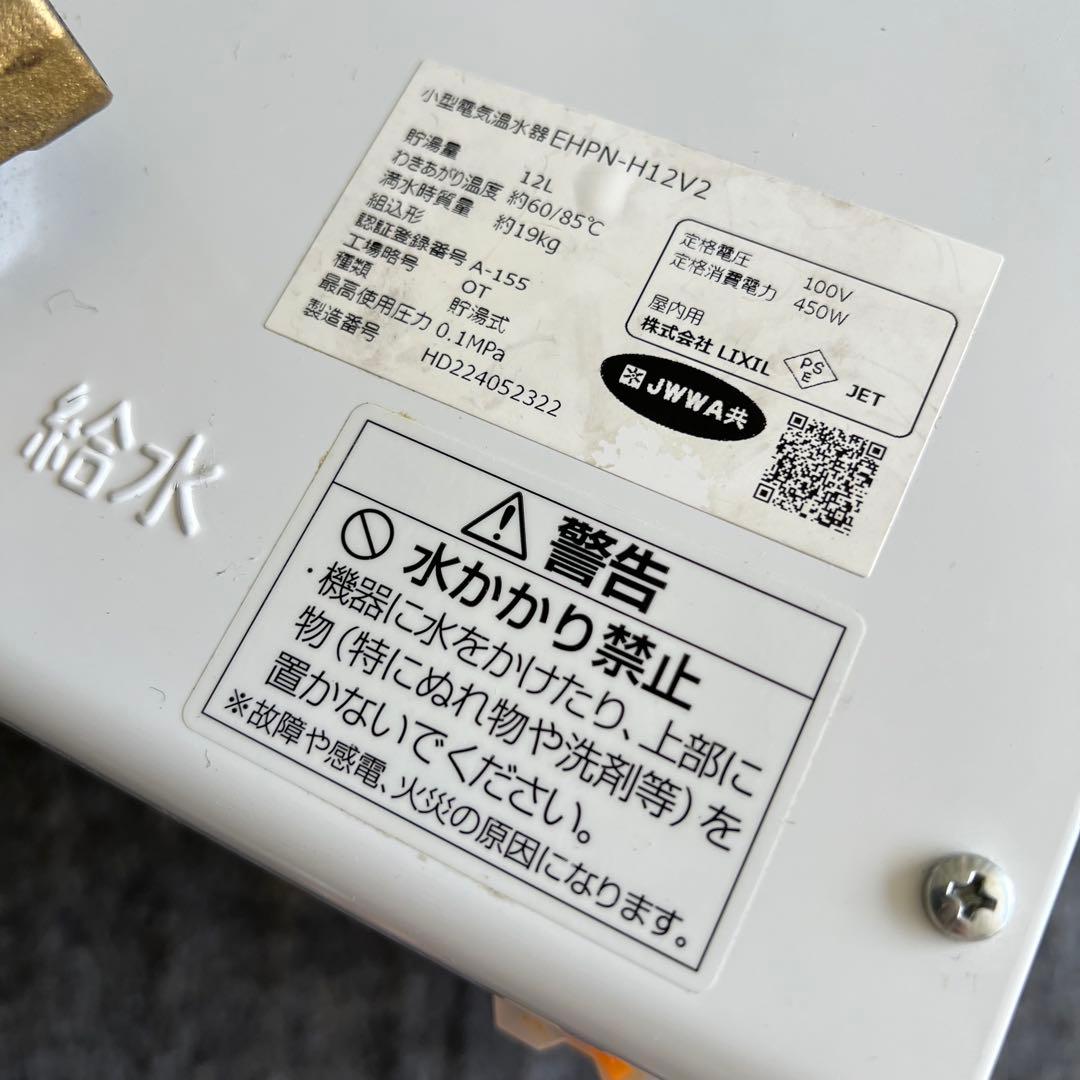 小型電気温水器 EHPN-H12V2
貯湯量 12L
わきあがり温度 約60/85℃
満水時質量 約19kg
組込形
認証登録番号 A-155
工場略号 OT
種類 貯湯式
最高使用圧力 0.1MPa
製造番号 HD224052322
定格電圧 100V
定格消費電力 450W
屋内用
株式会社 LIXIL
PS
E
JET
JWWA共
給水
警告
水かかり禁止
・機器に水をかけたり、上部に
物(特にぬれ物や洗剤等)を
置かないでください。
※故障や感電、火災の原因になります。